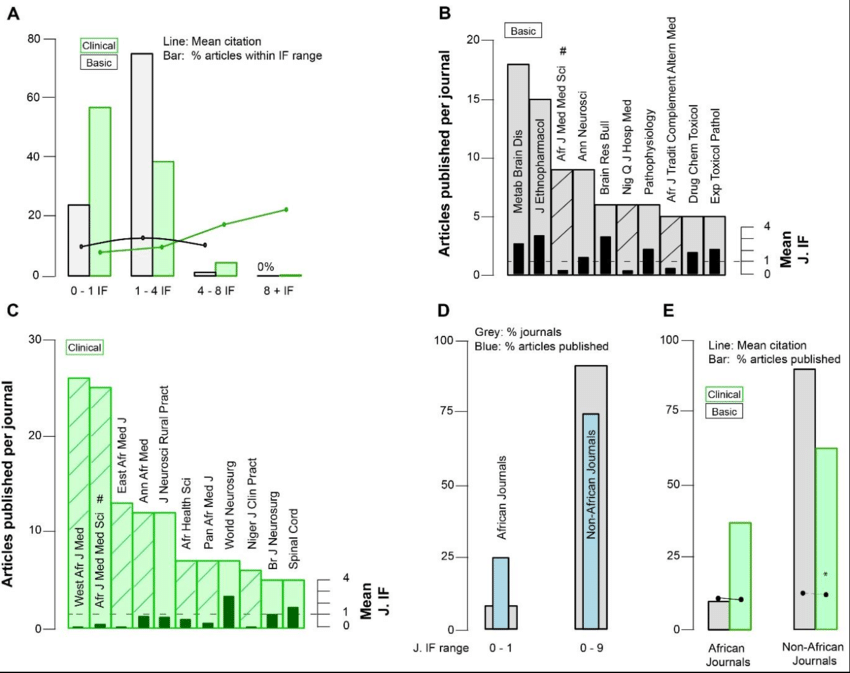 A
80
60
40
20
0
Clinical
Basic
Line: Mean citation
Bar: % articles within IF range
0%
0 - 1 IF
1 - 4 IF
4 - 8 IF
8 + IF
B
Articles published per journal
20
15
10
5
0
Basic
#
Metab Brain Dis
J Ethnopharmacol
Afr J Med Med Sci
Ann Neurosci
Brain Res Bull
Nig Q J Hosp Med
Pathophysiology
Afr J Tradit Complement Altern Med
Drug Chem Toxicol
Exp Toxicol Pathol
4
1
0
Mean
J. IF
C
Articles published per journal
30
20
10
0
Clinical
West Afr J Med
Afr J Med Med Sci
#
East Afr Med J
Ann Afr Med
J Neurosci Rural Pract
Afr Health Sci
Pan Afr Med J
World Neurosurg
Niger J Clin Pract
Br J Neurosurg
Spinal Cord
4
1
0
Mean
J. IF
D
Grey: % journals
Blue: % articles published
100
75
50
25
0
African Journals
Non-African Journals
J. IF range
0 - 1
0 - 9
E
100
75
50
25
0
Line: Mean citation
Bar: % articles published
Clinical
Basic
*
African
Journals
Non-African
Journals